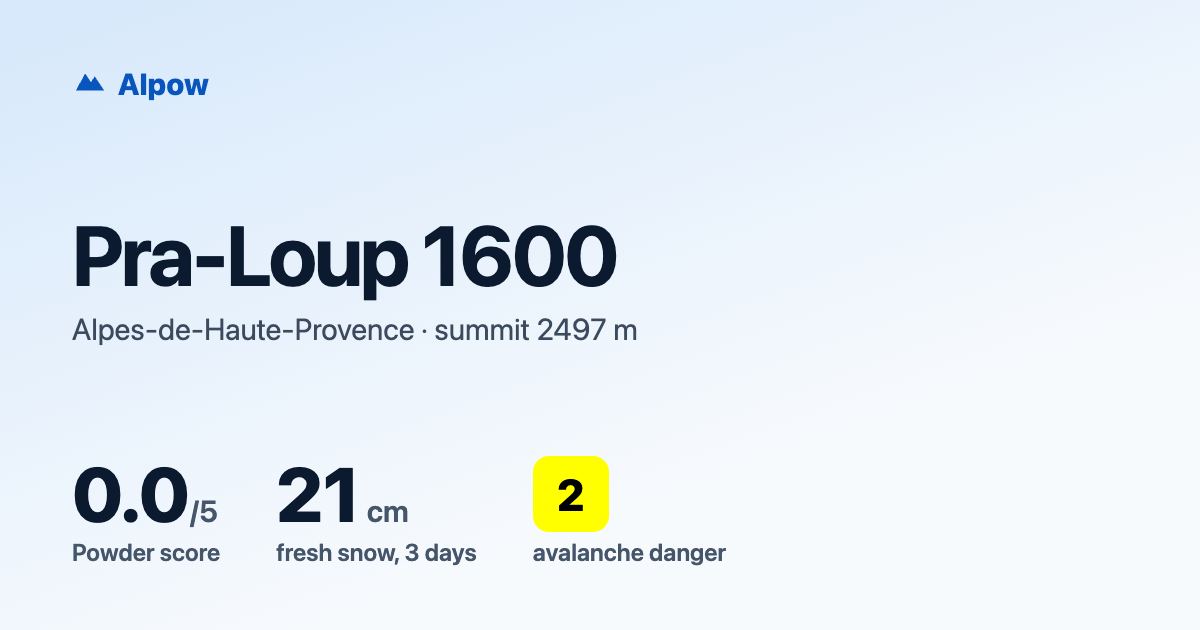 Alpow
Pra-Loup 1600
Alpes-de-Haute-Provence · summit 2497 m
0.0/5
Powder score
21 cm
fresh snow, 3 days
2
avalanche danger